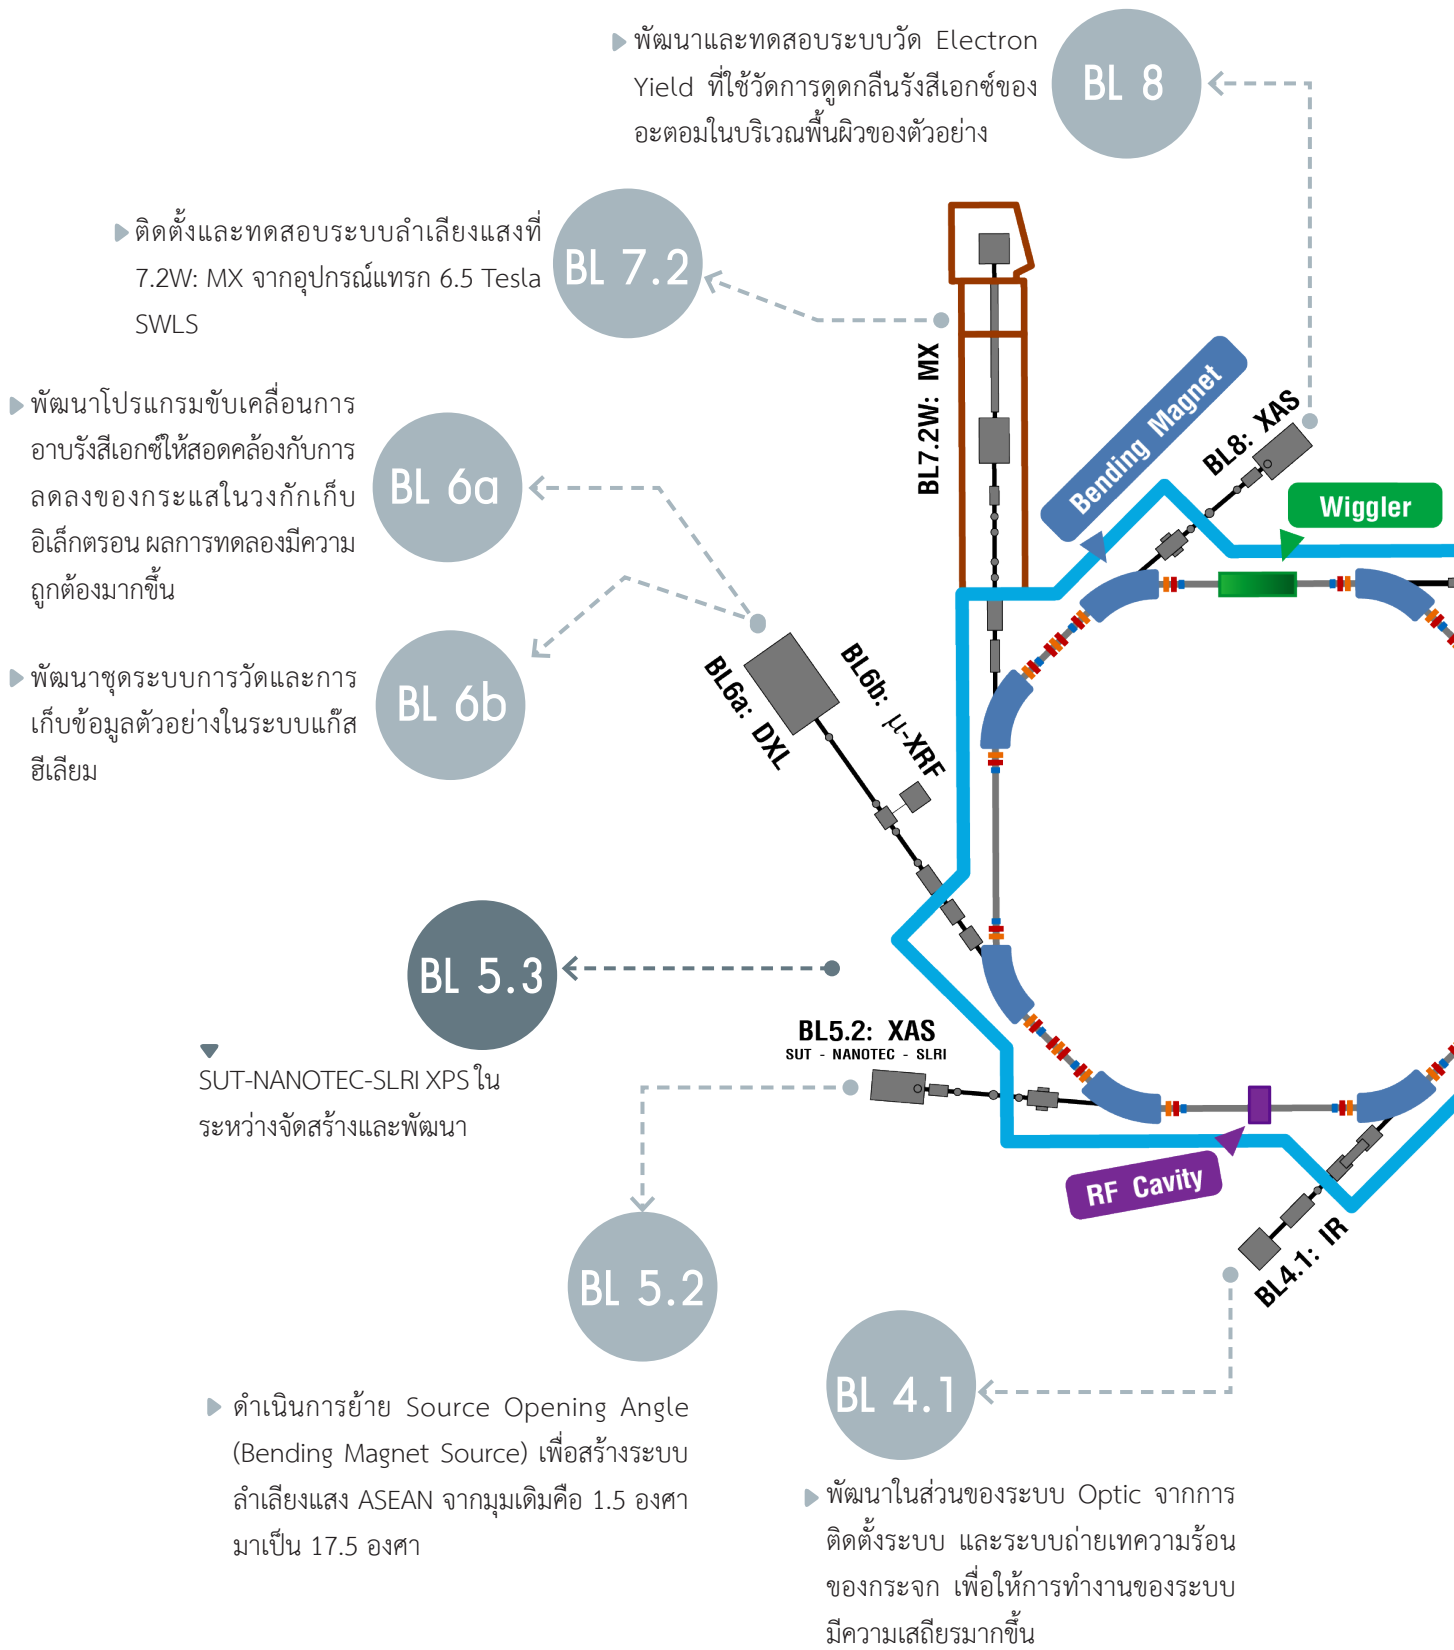 พัฒนาและทดสอบระบบวัด Electron
Yield ที่ใช้วัดการดูดกลืนรังสีเอกซ์ของ
อะตอมในบริเวณพื้นผิวของตัวอย่าง
BL 8
ติดตั้งและทดสอบระบบลำเลียงแสงที่
7.2W: MX จากอุปกรณ์แทรก 6.5 Tesla
SWLS
BL 7.2
พัฒนาโปรแกรมขับเคลื่อนการ
อาบรังสีเอกซ์ให้สอดคล้องกับการ
ลดลงของกระแสในวงกักเก็บ
อิเล็กตรอน ผลการทดลองมีความ
ถูกต้องมากขึ้น
BL 6a
พัฒนาชุดระบบการวัดและการ
เก็บข้อมูลตัวอย่างในระบบแก๊ส
ฮีเลียม
BL 6b
BL7.2W: MX
Bending Magnet
BL8: XAS
Wiggler
BL6a: DXL
BL6b: μ-XRF
BL 5.3
SUT-NANOTEC-SLRI XPS ใน
ระหว่างจัดสร้างและพัฒนา
BL5.2: XAS
SUT - NANOTEC - SLRI
RF Cavity
BL4.1: IR
BL 5.2
ดำเนินการย้าย Source Opening Angle
(Bending Magnet Source) เพื่อสร้างระบบ
ลำเลียงแสง ASEAN จากมุมเดิมคือ 1.5 องศา
มาเป็น 17.5 องศา
BL 4.1
พัฒนาในส่วนของระบบ Optic จากการ
ติดตั้งระบบ และระบบถ่ายเทความร้อน
ของกระจก เพื่อให้การทำงานของระบบ
มีความเสถียรมากขึ้น